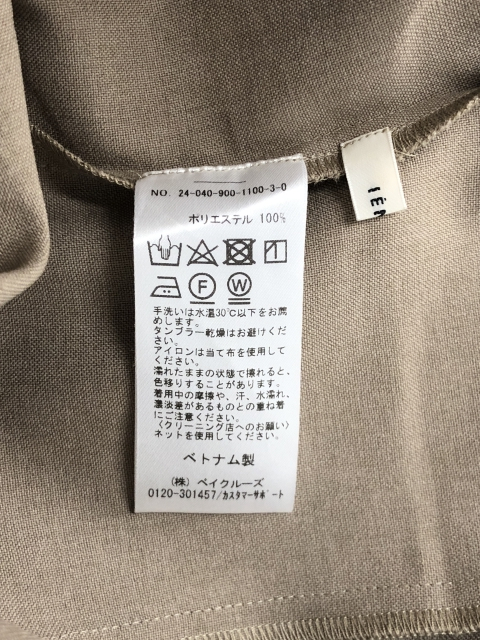 NO. 24-040-900-1100-3-0
ポリエステル 100%
F
W
手洗いは水温30℃以下をお薦
めします。
タンブラー乾燥はお避けくだ
さい。
アイロンは当て布を使用して
ください。
濡れたままの状態で擦れると、
色移りすることがあります。
着用中の摩擦や、汗、水濡れ、
濃淡差があるものとの重ね着
にご注意ください。
〈クリーニング店へのお願い〉
ネットを使用してください。
ベトナム製
(株) ベイクルーズ
0120-301457/カスタマーサポート
IÉN